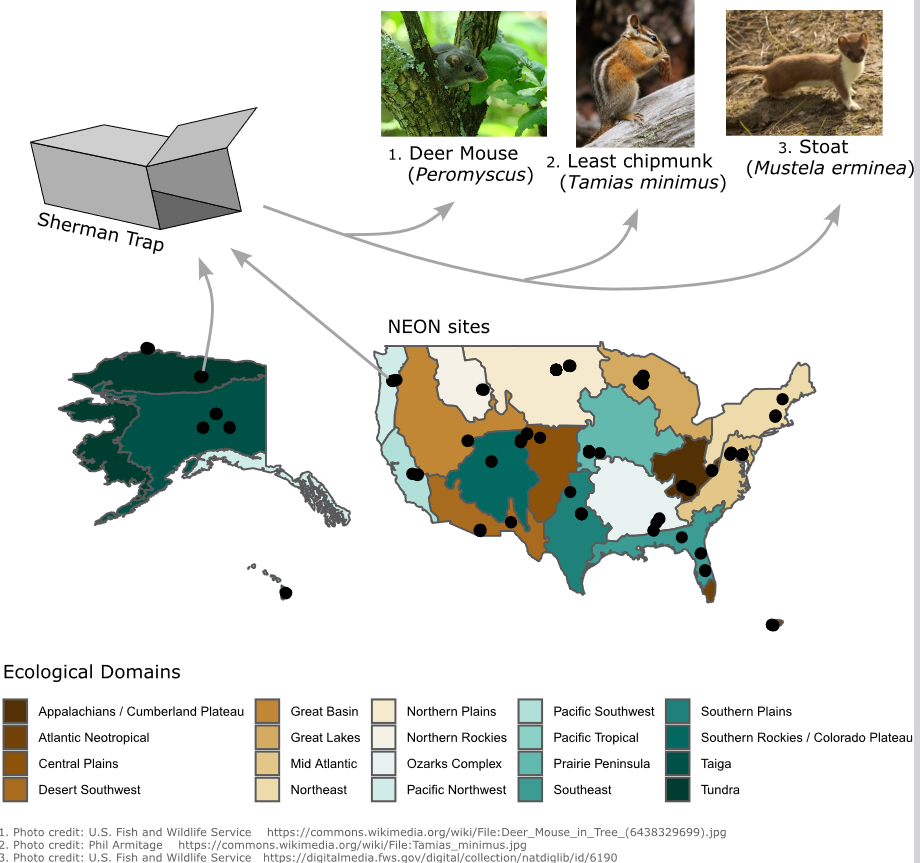 1. Deer Mouse
(Peromyscus)
2. Least chipmunk
(Tamias minimus)
3. Stoat
(Mustela erminea)
Sherman Trap
NEON sites
Ecological Domains
Appalachians / Cumberland Plateau
Atlantic Neotropical
Central Plains
Desert Southwest
Great Basin
Great Lakes
Mid Atlantic
Northeast
Northern Plains
Northern Rockies
Ozarks Complex
Pacific Northwest
Pacific Southwest
Pacific Tropical
Prairie Peninsula
Southeast
Southern Plains
Southern Rockies / Colorado Plateau
Taiga
Tundra
1. Photo credit: U.S. Fish and Wildlife Service https://commons.wikimedia.org/wiki/File:Deer_Mouse_in_Tree_(6438329699).jpg
2. Photo credit: Phil Armitage https://commons.wikimedia.org/wiki/File:Tamias_minimus.jpg
3. Photo credit: U.S. Fish and Wildlife Service https://digitalmedia.fws.gov/digital/collection/natdiglib/id/6190